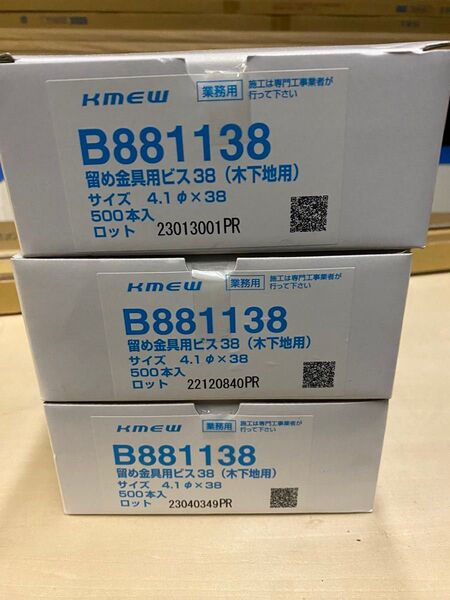 KMEW 業務用 施工は専門工事業者が
行って下さい
B881138
留め金具用ビス38(木下地用)
サイズ 4.1φ×38
500本入
ロット 23013001PR
KMEW 業務用 施工は専門工事業者が
行って下さい
B881138
留め金具用ビス38(木下地用)
サイズ 4.1φ×38
500本入
ロット 22120840PR
KMEW 業務用 施工は専門工事業者が
行って下さい
B881138
留め金具用ビス38(木下地用)
サイズ 4.1φ×38
500本入
ロット 23040349PR